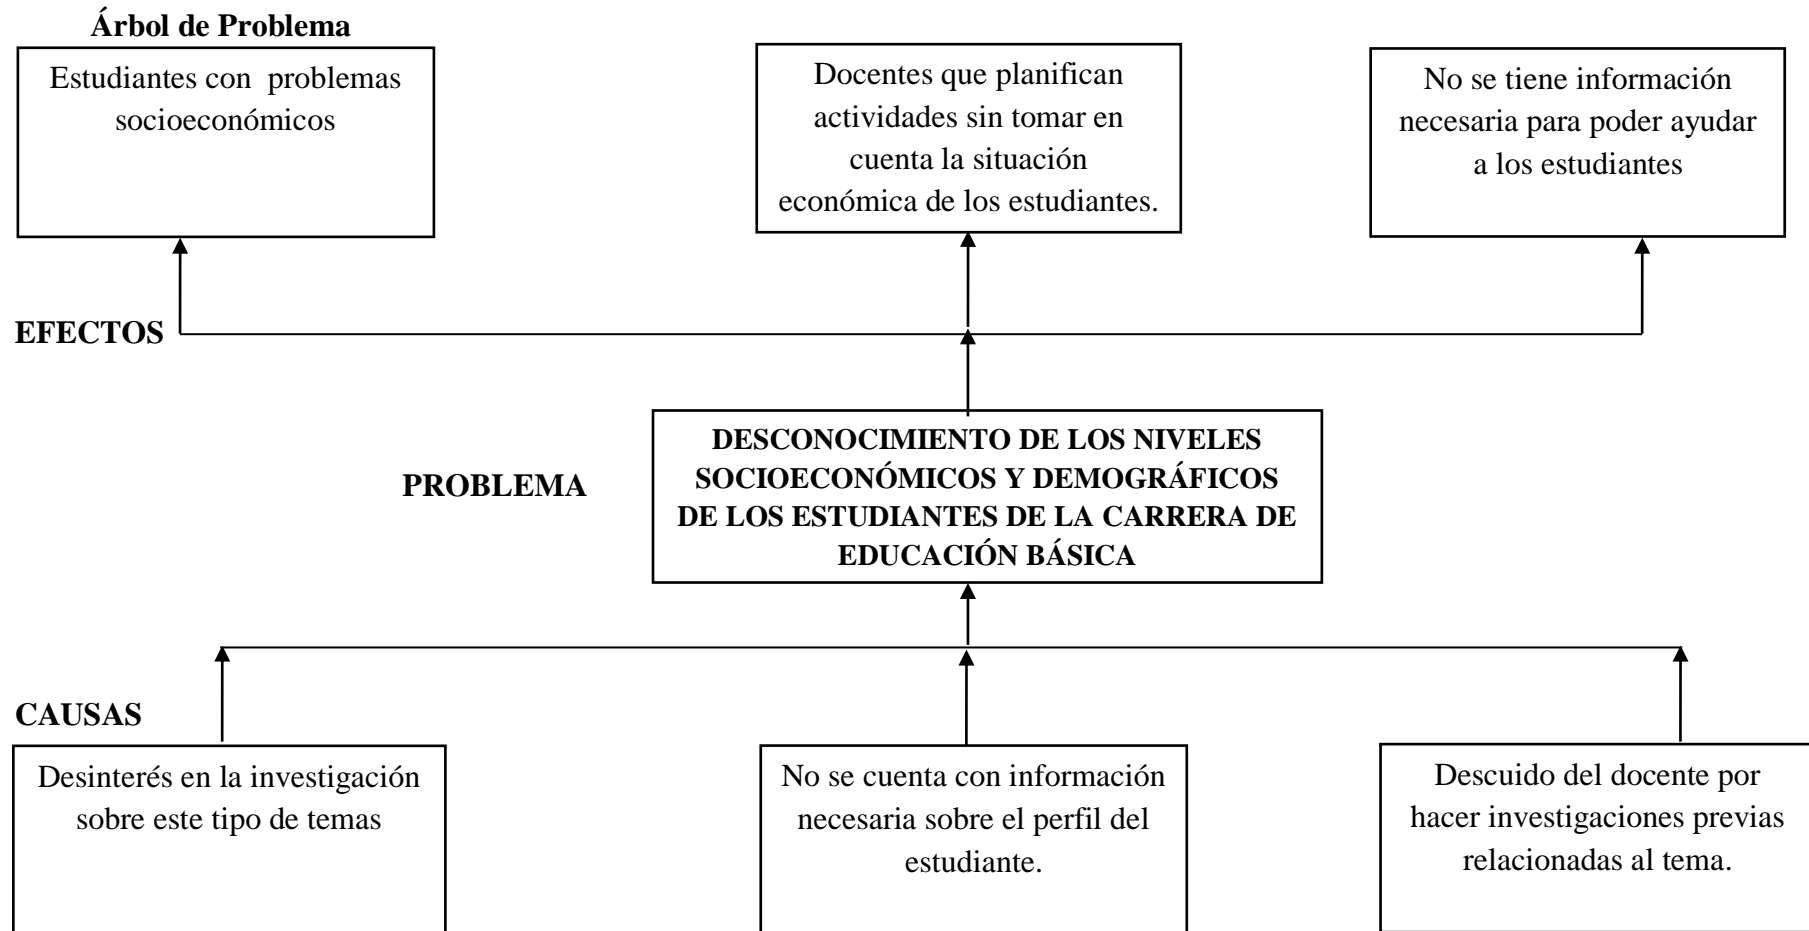 Árbol de Problema
Estudiantes con problemas
socioeconómicos
Docentes que planifican
actividades sin tomar en
cuenta la situación
económica de los estudiantes.
No se tiene información
necesaria para poder ayudar
a los estudiantes
EFECTOS
PROBLEMA
DESCONOCIMIENTO DE LOS NIVELES
SOCIOECONÓMICOS Y DEMOGRÁFICOS
DE LOS ESTUDIANTES DE LA CARRERA DE
EDUCACIÓN BÁSICA
CAUSAS
Desinterés en la investigación
sobre este tipo de temas
No se cuenta con información
necesaria sobre el perfil del
estudiante.
Descuido del docente por
hacer investigaciones previas
relacionadas al tema.